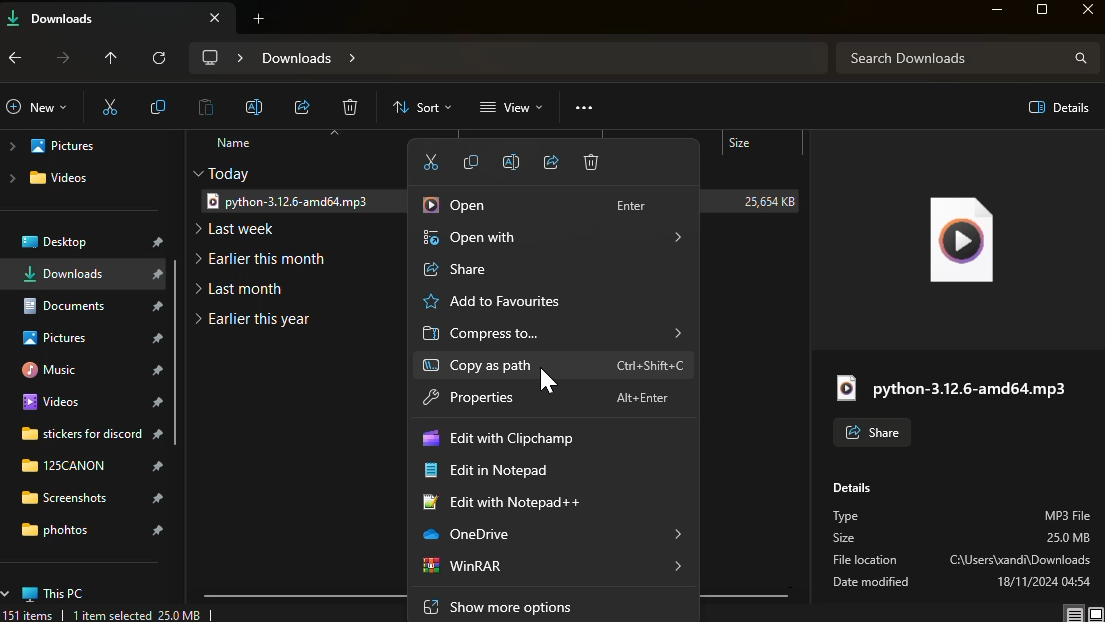 Downloads
Downloads
Search Downloads
New
Sort
View
Details
Pictures
Videos
Desktop
Downloads
Documents
Pictures
Music
Videos
stickers for discord
125CANON
Screenshots
phohtos
This PC
Name
Size
Today
python-3.12.6-amd64.mp3
25,654 KB
Last week
Earlier this month
Last month
Earlier this year
Open Enter
Open with
Share
Add to Favourites
Compress to...
Copy as path Ctrl+Shift+C
Properties Alt+Enter
Edit with Clipchamp
Edit in Notepad
Edit with Notepad++
OneDrive
WinRAR
Show more options
python-3.12.6-amd64.mp3
Share
Details
Type MP3 File
Size 25.0 MB
File location C:\Users\xandi\Downloads
Date modified 18/11/2024 04:54
151 items 1 item selected 25.0 MB